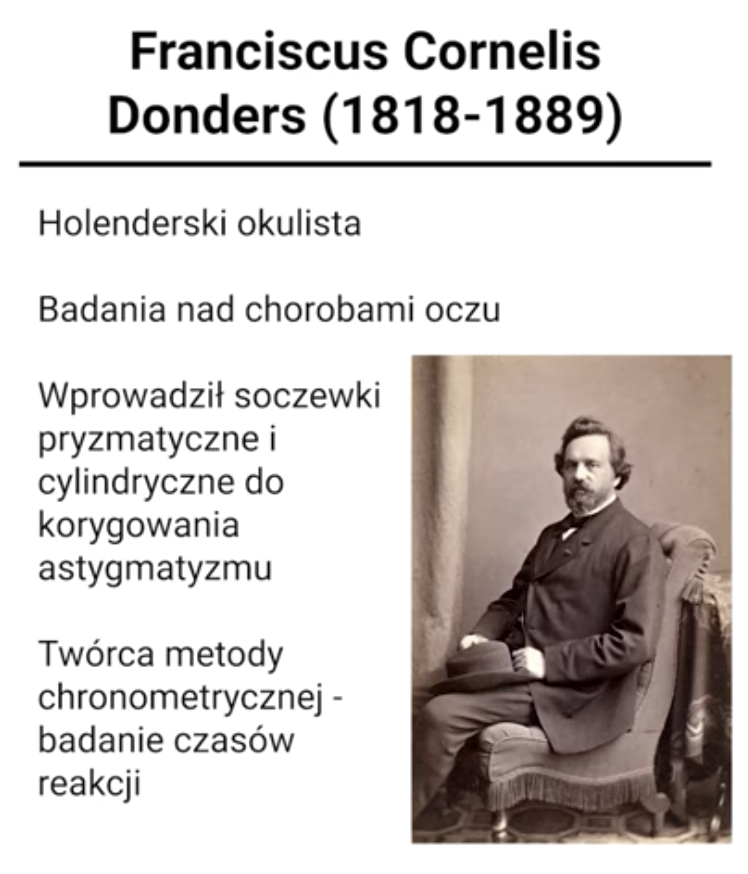 Franciscus Cornelis
Donders (1818-1889)
Holenderski okulista
Badania nad chorobami oczu
Wprowadził soczewki
pryzmatyczne i
cylindryczne do
korygowania
astygmatyzmu
Twórca metody
chronometrycznej -
badanie czasów
reakcji